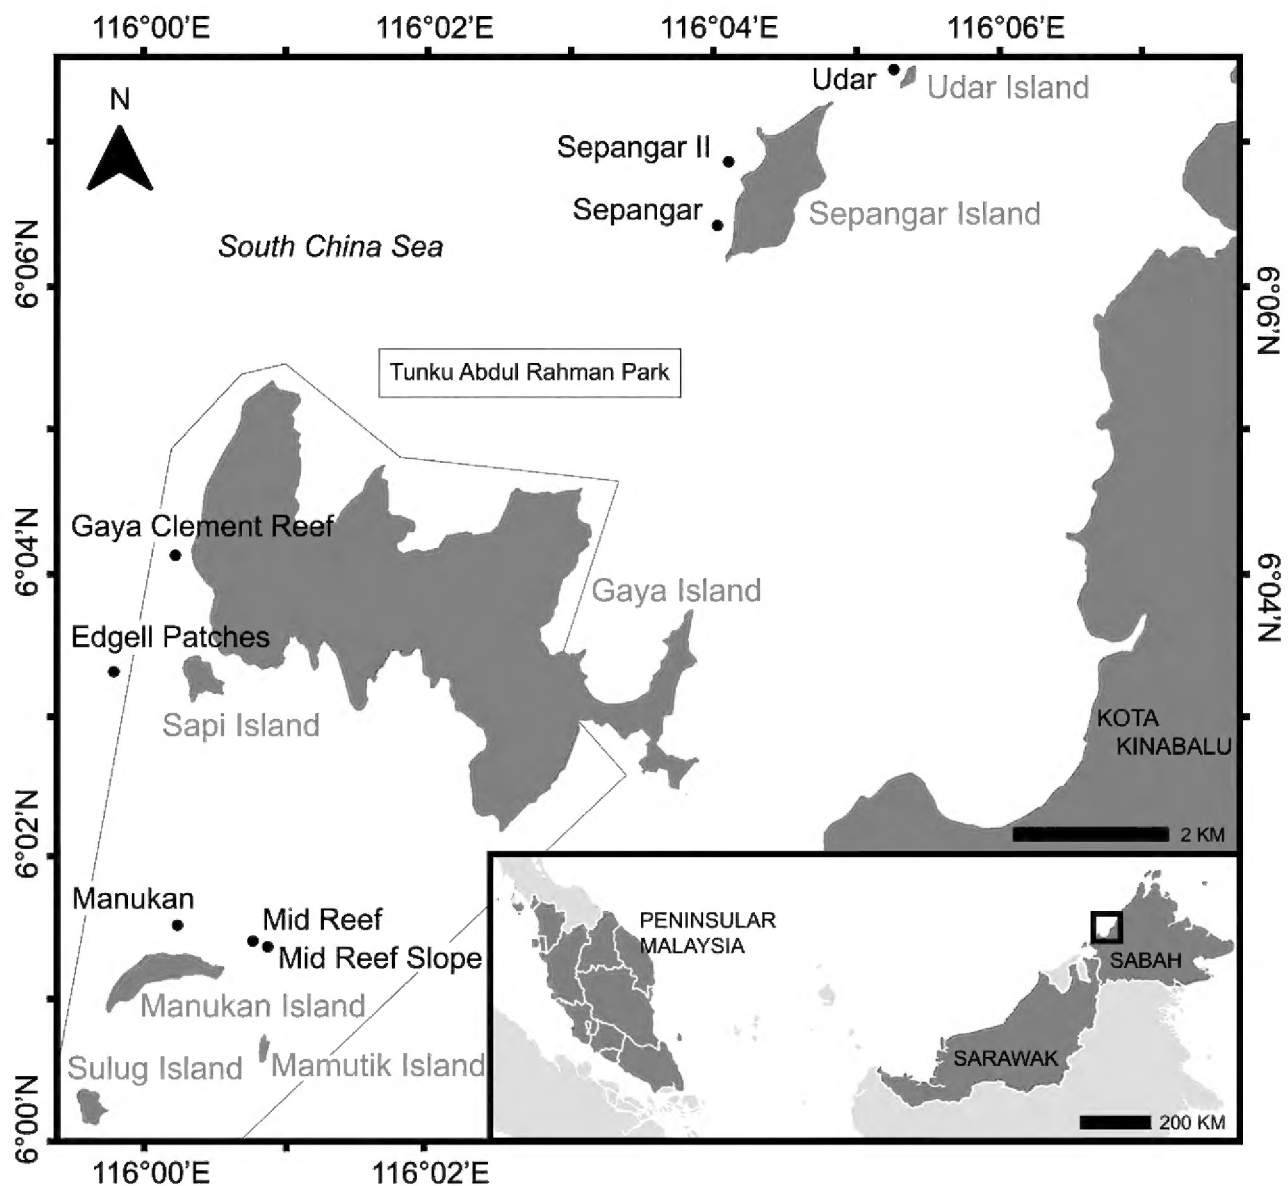 116°00'E 116°02'E 116°04'E 116°06'E
N
Udar
Udar Island
Sepangar II
Sepangar
Sepangar Island
South China Sea
6°06'N
6°06'N
Tunku Abdul Rahman Park
Gaya Clement Reef
6°04'N
6°04'N
Gaya Island
Edgell Patches
Sapi Island
KOTA
KINABALU
2 KM
6°02'N
Manukan
Mid Reef
Mid Reef Slope
Manukan Island
Sulug Island
Mamutik Island
6°00'N
PENINSULAR
MALAYSIA
SABAH
SARAWAK
200 KM
116°00'E 116°02'E